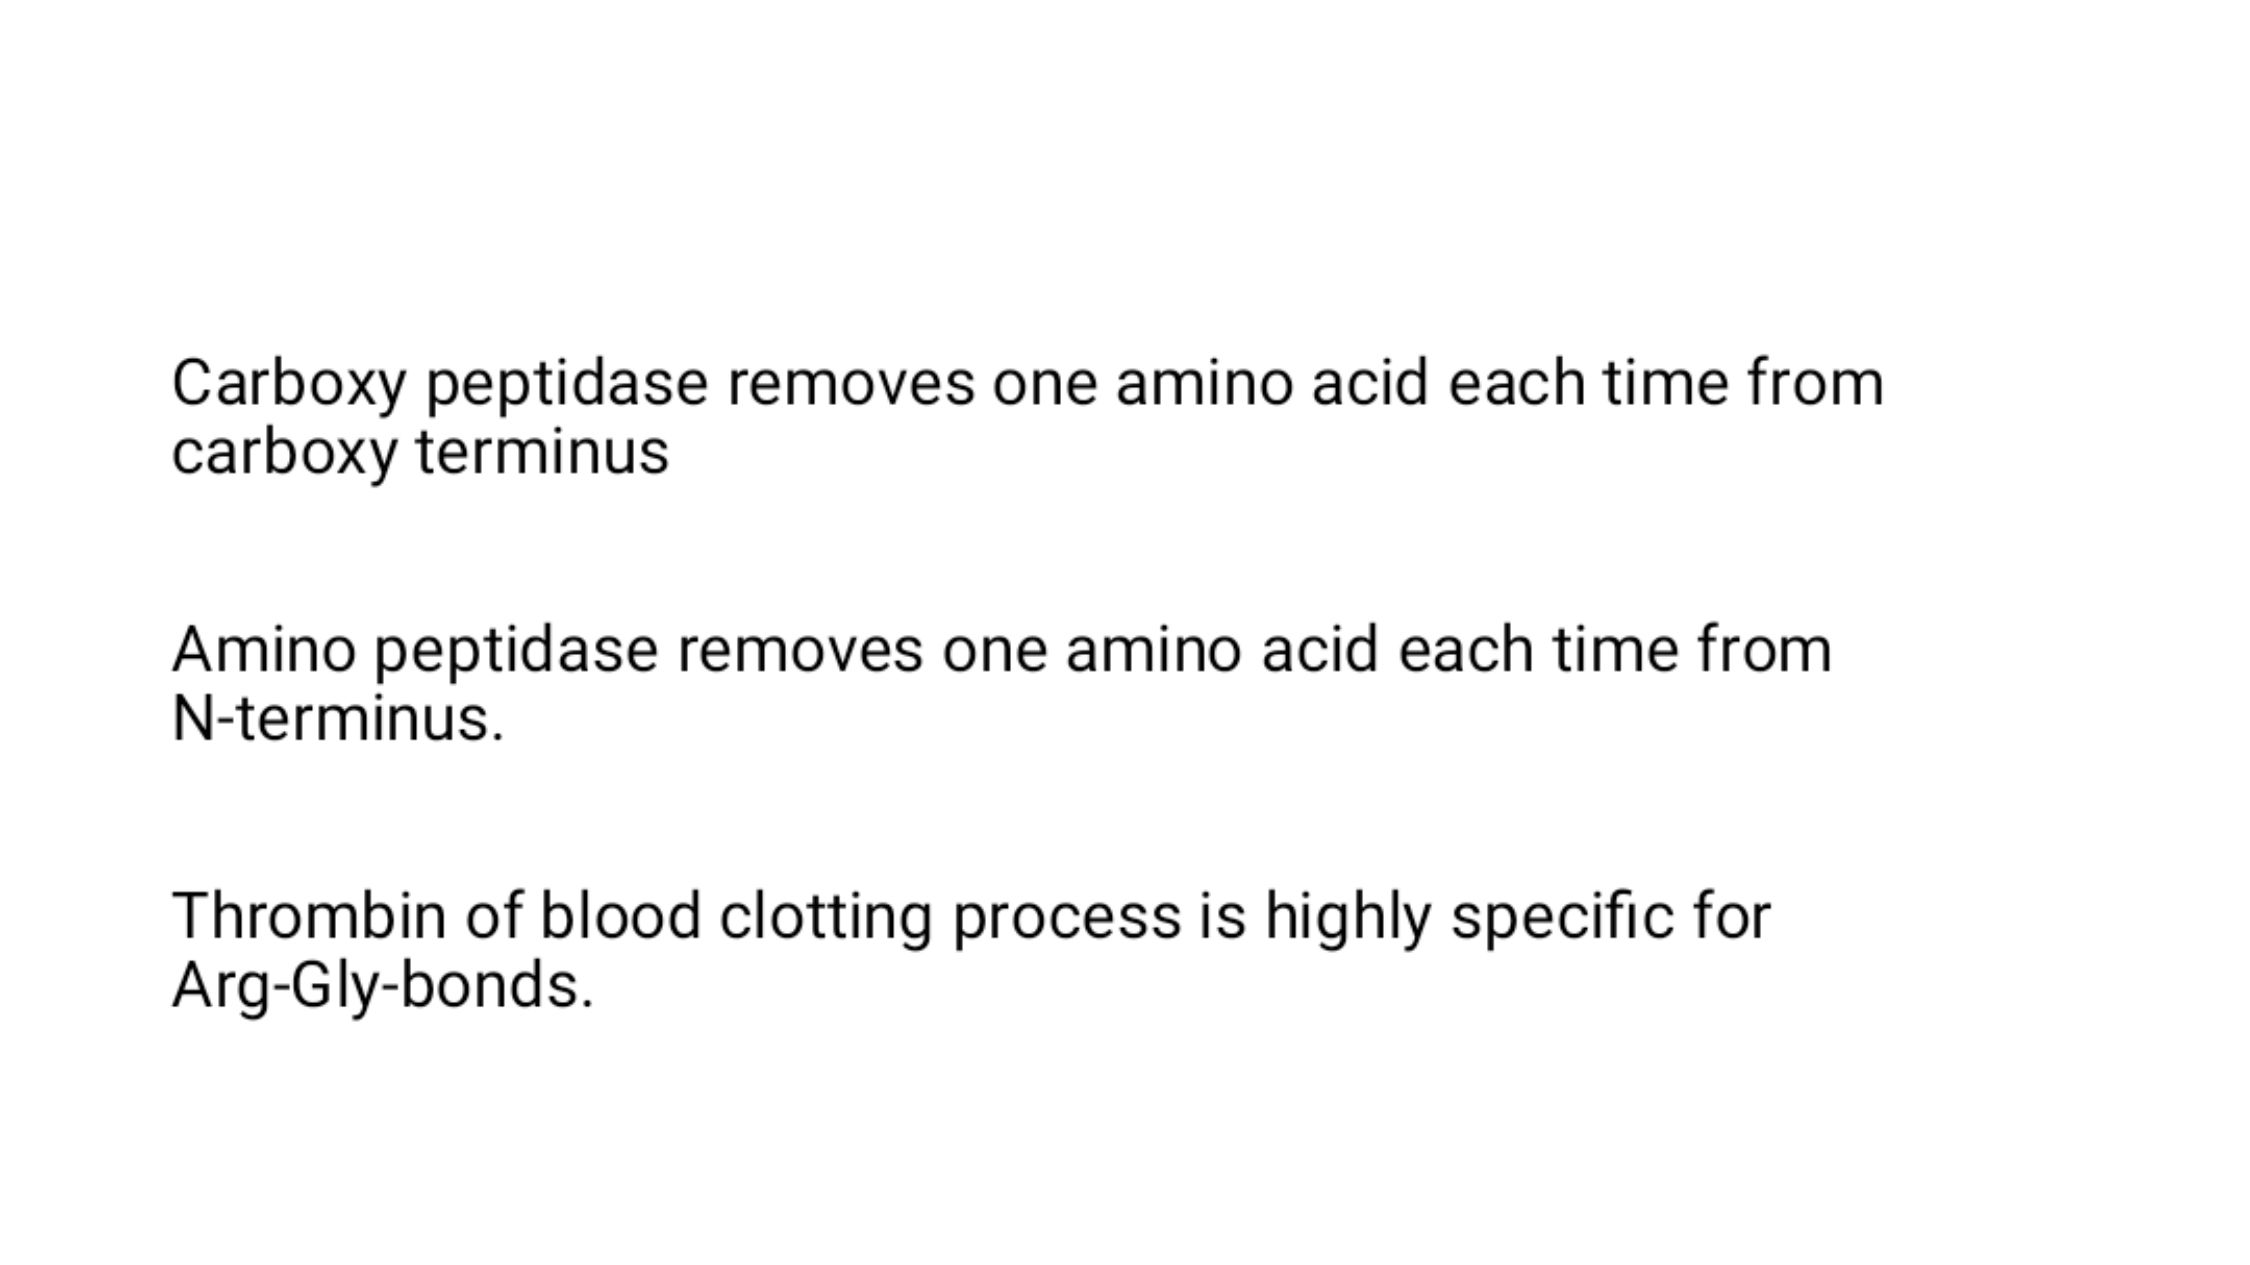 Carboxy peptidase removes one amino acid each time from
carboxy terminus
Amino peptidase removes one amino acid each time from
N-terminus.
Thrombin of blood clotting process is highly specific for
Arg-Gly-bonds.